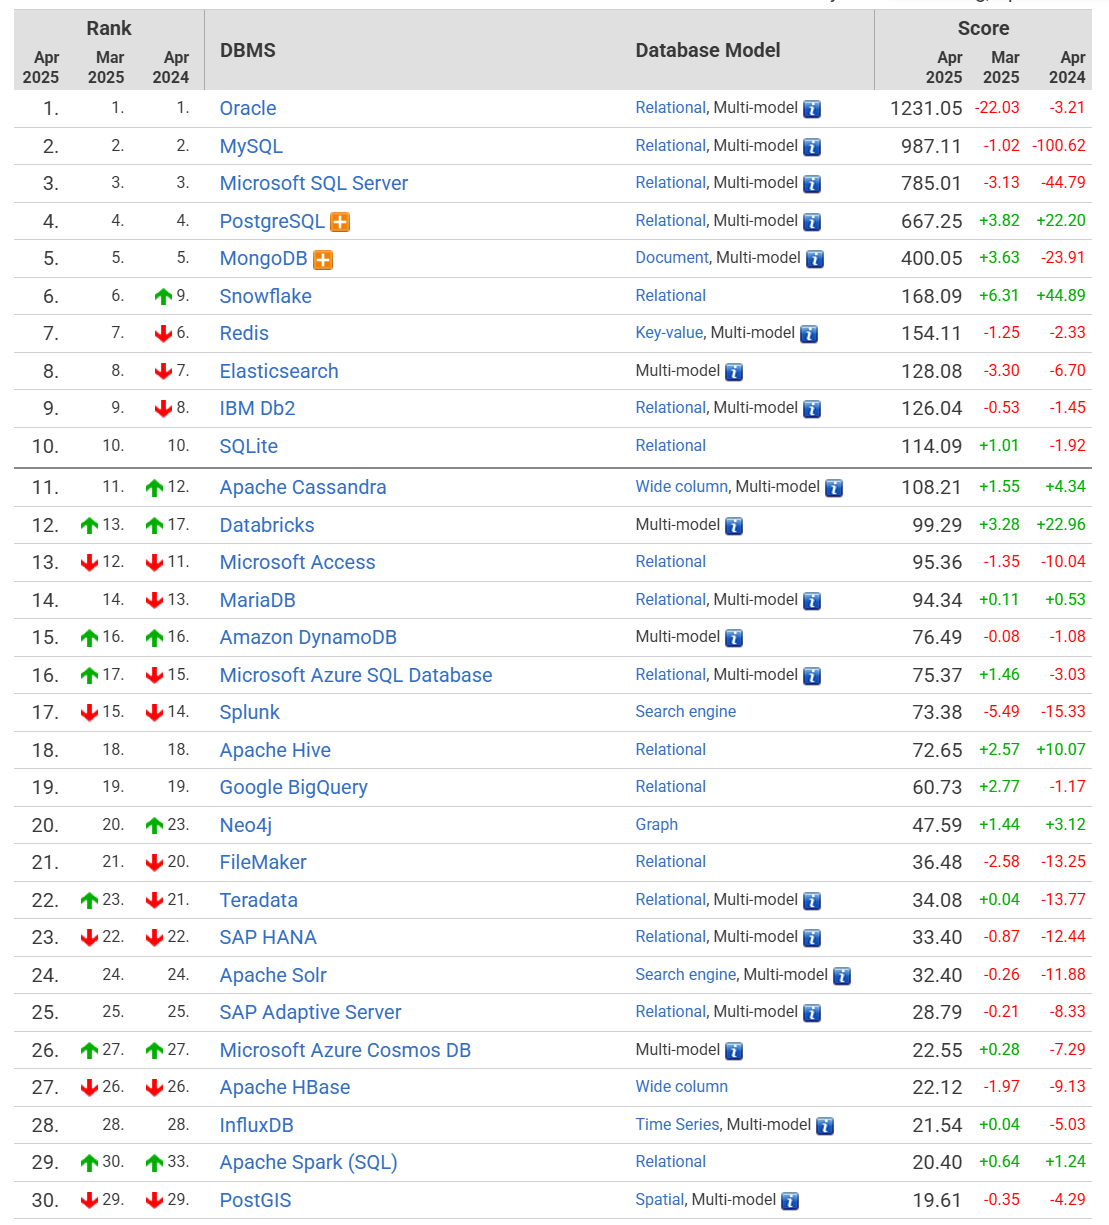 Rank DBMS Database Model Score
Apr 2025 Mar 2025 Apr 2024 Apr 2025 Mar 2025 Apr 2024
1. 1. 1. Oracle Relational, Multi-model 1231.05 -22.03 -3.21
2. 2. 2. MySQL Relational, Multi-model 987.11 -1.02 -100.62
3. 3. 3. Microsoft SQL Server Relational, Multi-model 785.01 -3.13 -44.79
4. 4. 4. PostgreSQL Relational, Multi-model 667.25 +3.82 +22.20
5. 5. 5. MongoDB Document, Multi-model 400.05 +3.63 -23.91
6. 6. 9. Snowflake Relational 168.09 +6.31 +44.89
7. 7. 6. Redis Key-value, Multi-model 154.11 -1.25 -2.33
8. 8. 7. Elasticsearch Multi-model 128.08 -3.30 -6.70
9. 9. 8. IBM Db2 Relational, Multi-model 126.04 -0.53 -1.45
10. 10. 10. SQLite Relational 114.09 +1.01 -1.92
11. 11. 12. Apache Cassandra Wide column, Multi-model 108.21 +1.55 +4.34
12. 13. 17. Databricks Multi-model 99.29 +3.28 +22.96
13. 12. 11. Microsoft Access Relational 95.36 -1.35 -10.04
14. 14. 13. MariaDB Relational, Multi-model 94.34 +0.11 +0.53
15. 16. 16. Amazon DynamoDB Multi-model 76.49 -0.08 -1.08
16. 17. 15. Microsoft Azure SQL Database Relational, Multi-model 75.37 +1.46 -3.03
17. 15. 14. Splunk Search engine 73.38 -5.49 -15.33
18. 18. 18. Apache Hive Relational 72.65 +2.57 +10.07
19. 19. 19. Google BigQuery Relational 60.73 +2.77 -1.17
20. 20. 23. Neo4j Graph 47.59 +1.44 +3.12
21. 21. 20. FileMaker Relational 36.48 -2.58 -13.25
22. 23. 21. Teradata Relational, Multi-model 34.08 +0.04 -13.77
23. 22. 22. SAP HANA Relational, Multi-model 33.40 -0.87 -12.44
24. 24. 24. Apache Solr Search engine, Multi-model 32.40 -0.26 -11.88
25. 25. 25. SAP Adaptive Server Relational, Multi-model 28.79 -0.21 -8.33
26. 27. 27. Microsoft Azure Cosmos DB Multi-model 22.55 +0.28 -7.29
27. 26. 26. Apache HBase Wide column 22.12 -1.97 -9.13
28. 28. 28. InfluxDB Time Series, Multi-model 21.54 +0.04 -5.03
29. 30. 33. Apache Spark (SQL) Relational 20.40 +0.64 +1.24
30. 29. 29. PostGIS Spatial, Multi-model 19.61 -0.35 -4.29